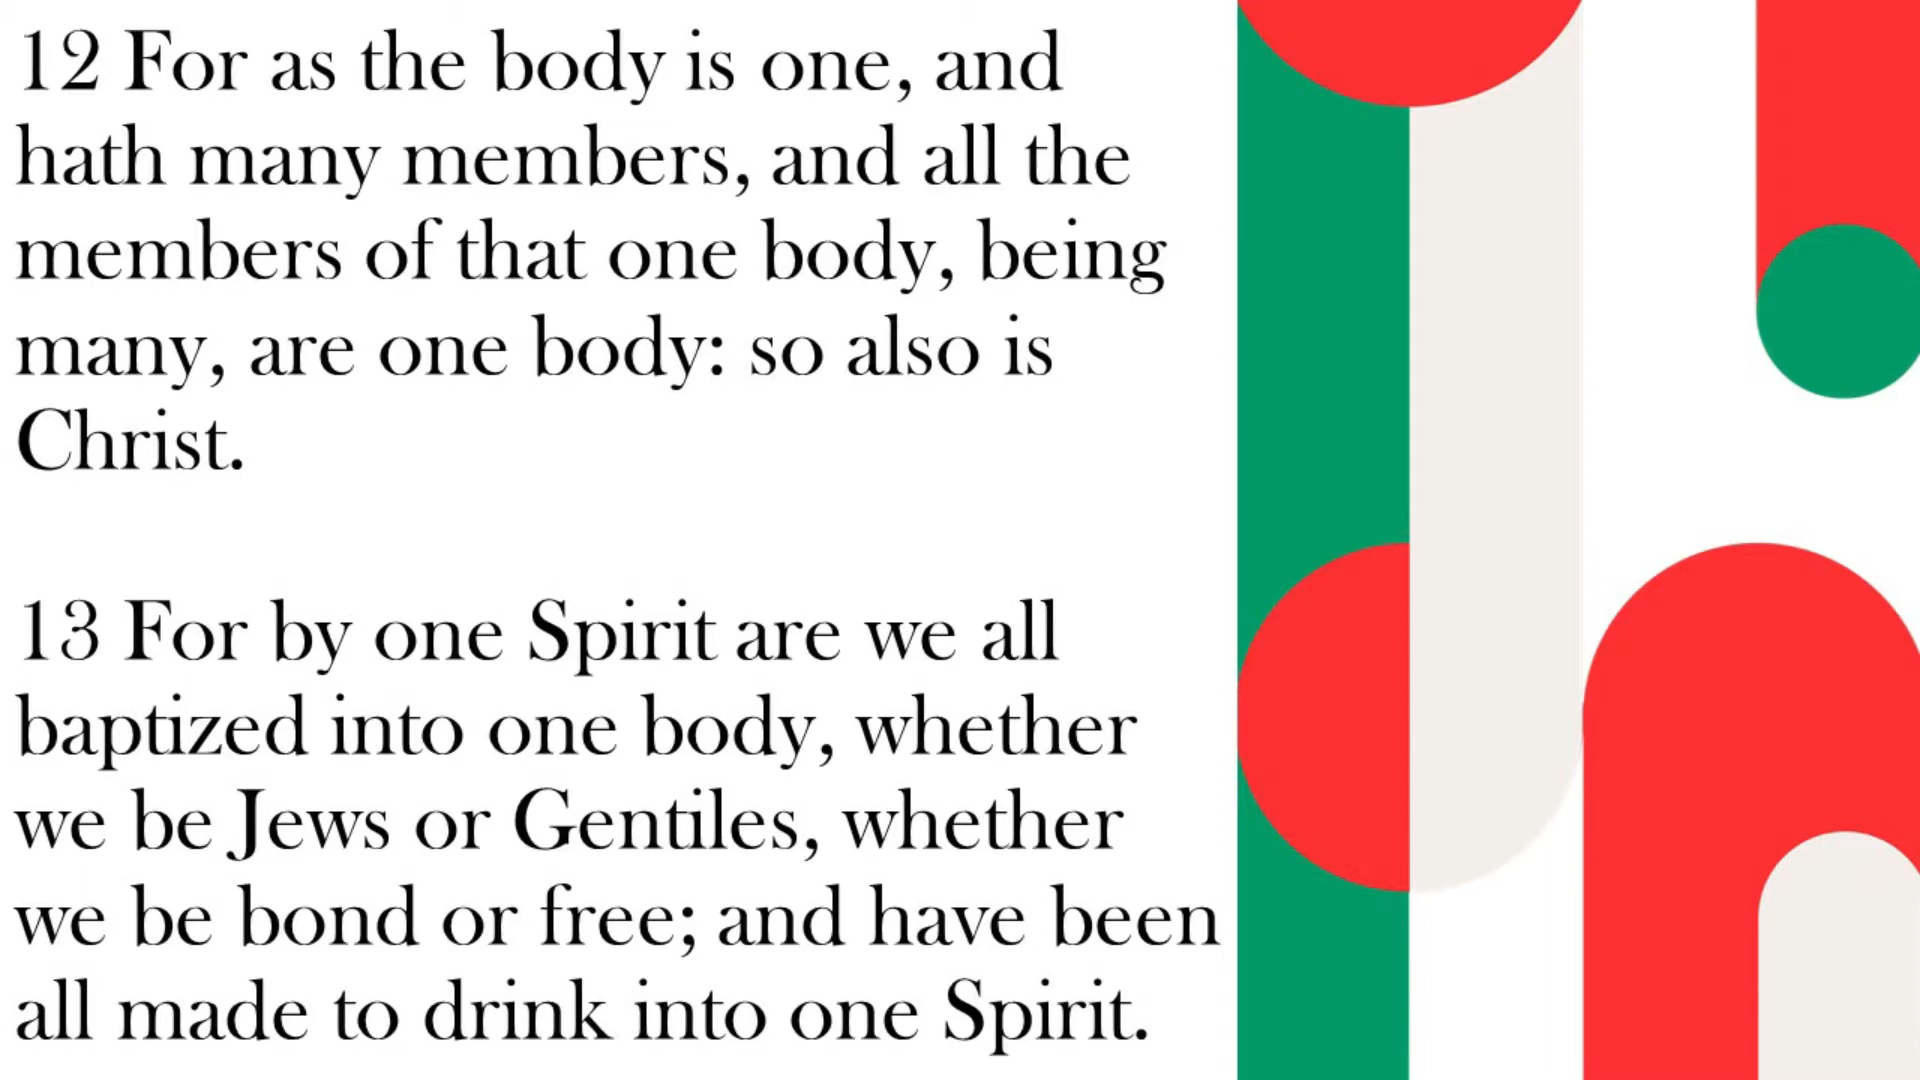 12 For as the body is one, and
hath many members, and all the
members of that one body, being
many, are one body: so also is
Christ.
13 For by one Spirit are we all
baptized into one body, whether
we be Jews or Gentiles, whether
we be bond or free; and have been
all made to drink into one Spirit.